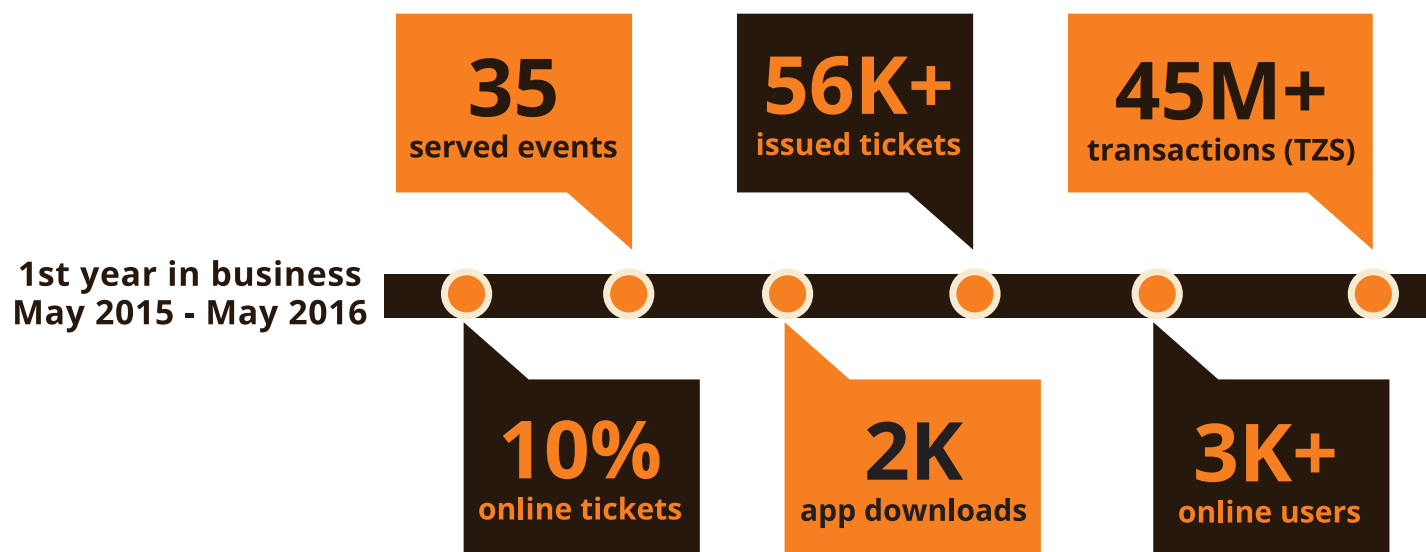 35
served events
56K+
issued tickets
45M+
transactions (TZS)
1st year in business
May 2015 - May 2016
10%
online tickets
2K
app downloads
3K+
online users